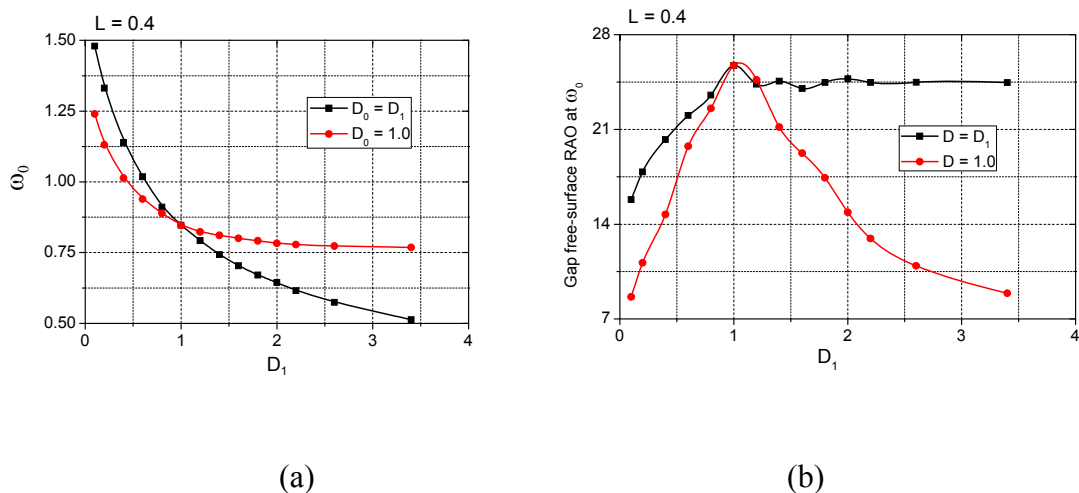 L = 0.4
1.50
1.25
1.00
0.75
0.50
ω₀
D₀ = D₁
D₀ = 1.0
0 1 2 3 4
D₁
(a)
L = 0.4
28
21
14
7
Gap free-surface RAO at ω₀
D = D₁
D = 1.0
0 1 2 3 4
D₁
(b)